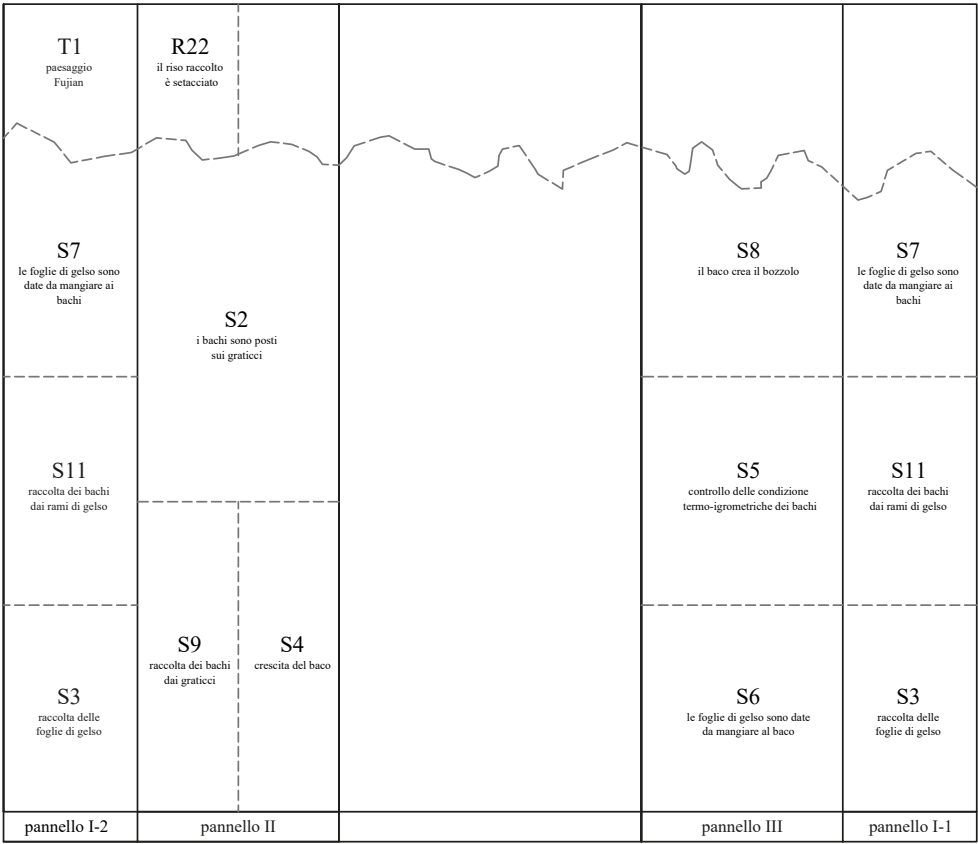 T1
paesaggio
Fujian
R22
il riso raccolto
è setacciato
S7
le foglie di gelso sono
date da mangiare ai
bachi
S2
i bachi sono posti
sui graticci
S8
il baco crea il bozzolo
S7
le foglie di gelso sono
date da mangiare ai
bachi
S11
raccolta dei bachi
dai rami di gelso
S5
controllo delle condizione
termo-igrometriche dei bachi
S11
raccolta dei bachi
dai rami di gelso
S9
raccolta dei bachi
dai graticci
S4
crescita del baco
S3
raccolta delle
foglie di gelso
S6
le foglie di gelso sono date
da mangiare al baco
S3
raccolta delle
foglie di gelso
pannello I-2
pannello II
pannello III
pannello I-1